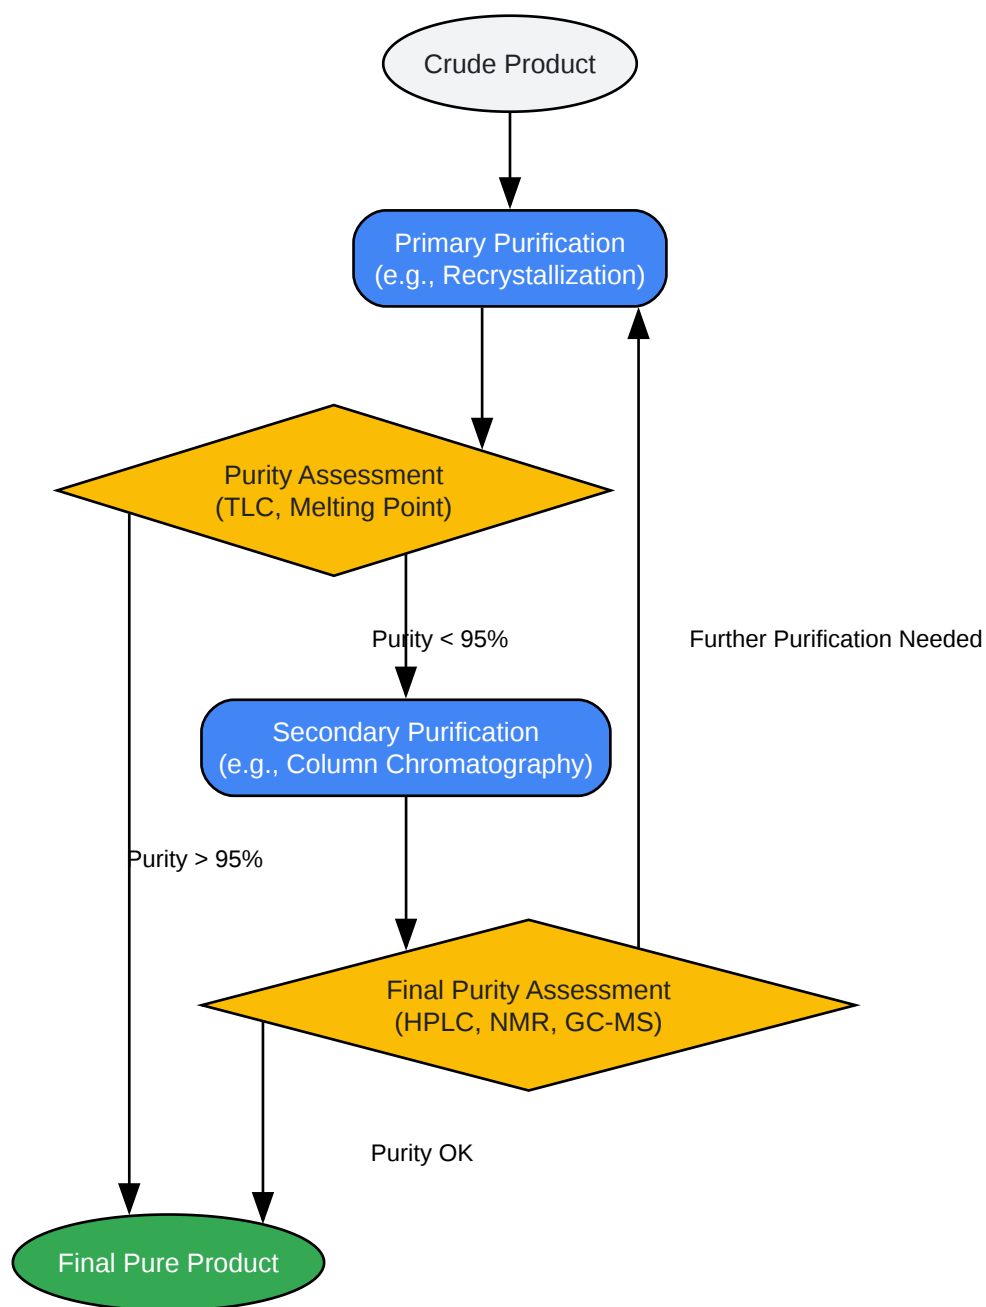 Crude Product
Primary Purification
(e.g., Recrystallization)
Purity Assessment
(TLC, Melting Point)
Purity < 95%
Further Purification Needed
Secondary Purification
(e.g., Column Chromatography)
Purity > 95%
Final Purity Assessment
(HPLC, NMR, GC-MS)
Purity OK
Final Pure Product